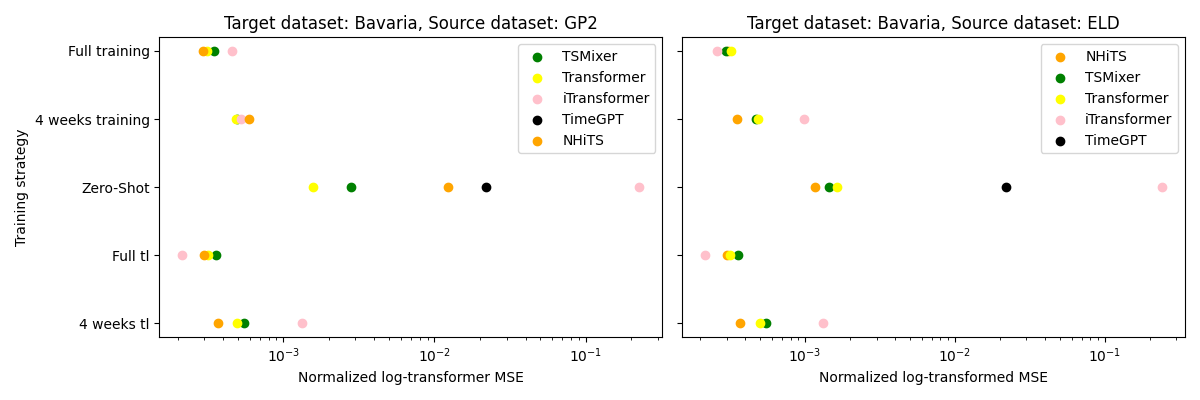 Target dataset: Bavaria, Source dataset: GP2
Target dataset: Bavaria, Source dataset: ELD
Training strategy
Full training
4 weeks training
Zero-Shot
Full tl
4 weeks tl
TSMixer
Transformer
iTransformer
TimeGPT
NHiTS
NHiTS
TSMixer
Transformer
iTransformer
TimeGPT
10⁻³
10⁻²
10⁻¹
10⁻³
10⁻²
10⁻¹
Normalized log-transformer MSE
Normalized log-transformed MSE